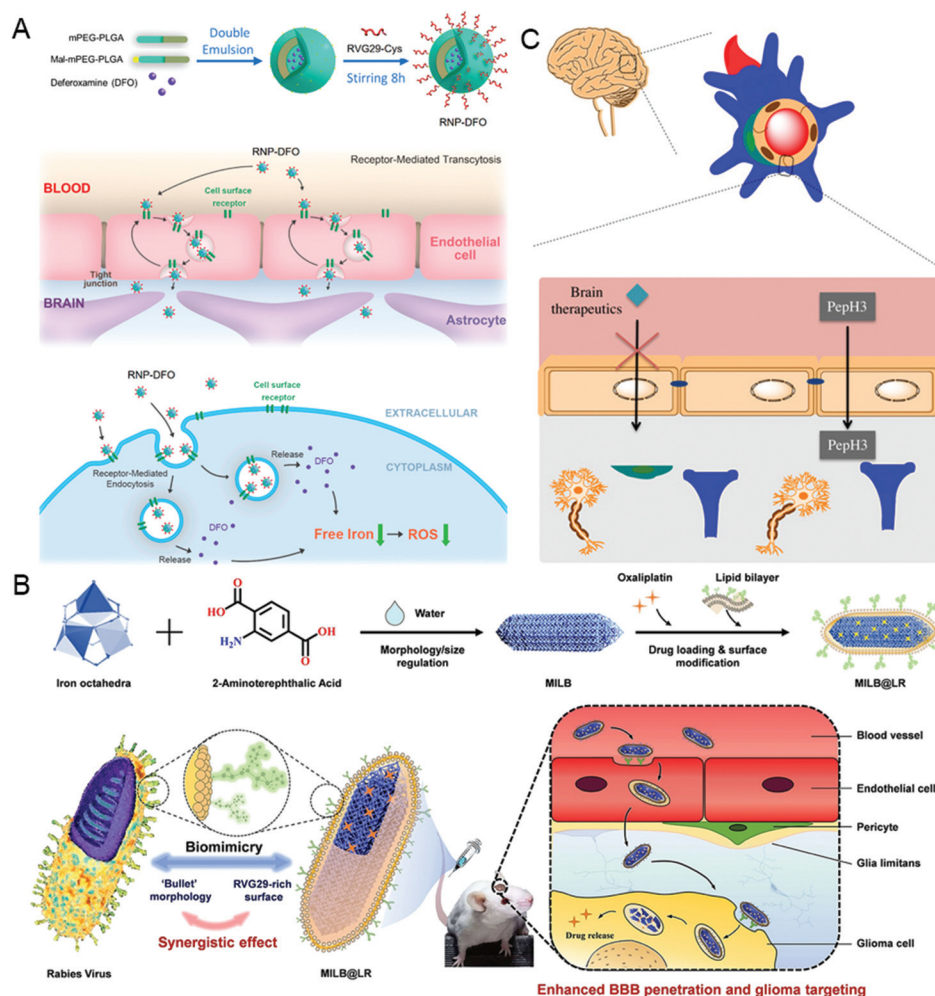 A
mPEG-PLGA
Mal-mPEG-PLGA
Deferoxamine (DFO)
Double
Emulsion
RVG29-Cys
Stirring 8h
RNP-DFO
RNP-DFO
Receptor-Mediated Transcytosis
BLOOD
Cell surface
receptor
Endothelial
cell
Tight
junction
BRAIN
Astrocyte
RNP-DFO
Cell surface
receptor
EXTRACELLULAR
CYTOPLASM
Receptor-Mediated
Endocytosis
Release
DFO
DFO
Release
Free Iron → ROS
C
Brain
therapeutics
PepH3
PepH3
B
Iron octahedra
O
OH
HO
H₂N
O
2-Aminoterephthalic Acid
Water
Morphology/size
regulation
MILB
Oxaliplatin
Lipid bilayer
Drug loading & surface
modification
MILB@LR
Biomimicry
'Bullet'
morphology
RVG29-rich
surface
Synergistic effect
Rabies Virus
MILB@LR
Blood vessel
Endothelial cell
Pericyte
Glia limitans
Glioma cell
Drug release
Enhanced BBB penetration and glioma targeting